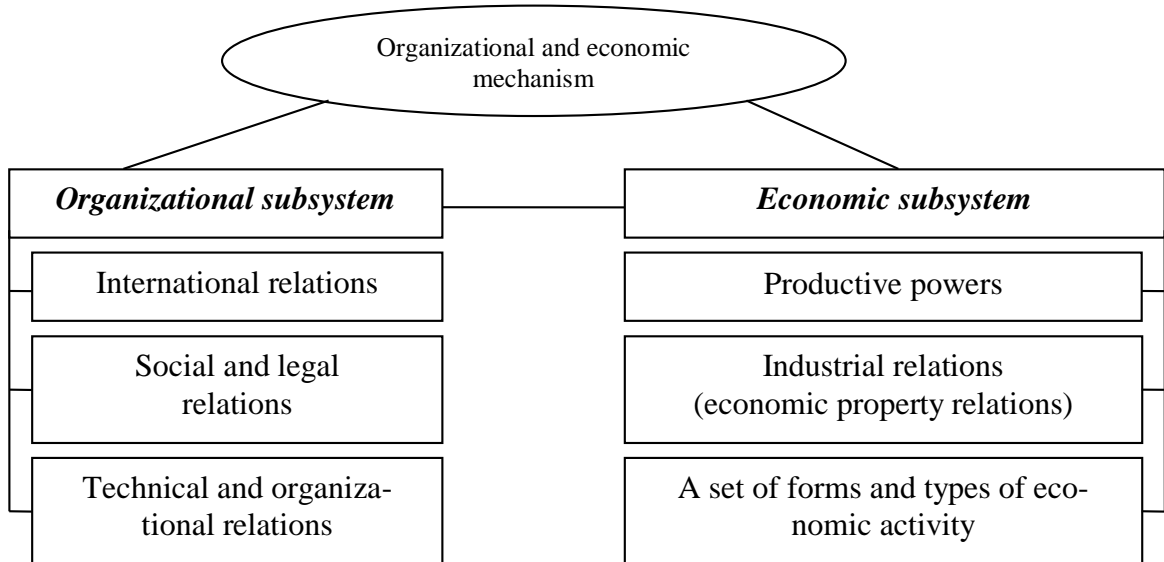 Organizational and economic
mechanism
Organizational subsystem
International relations
Social and legal
relations
Technical and organiza-
tional relations
Economic subsystem
Productive powers
Industrial relations
(economic property relations)
A set of forms and types of eco-
nomic activity